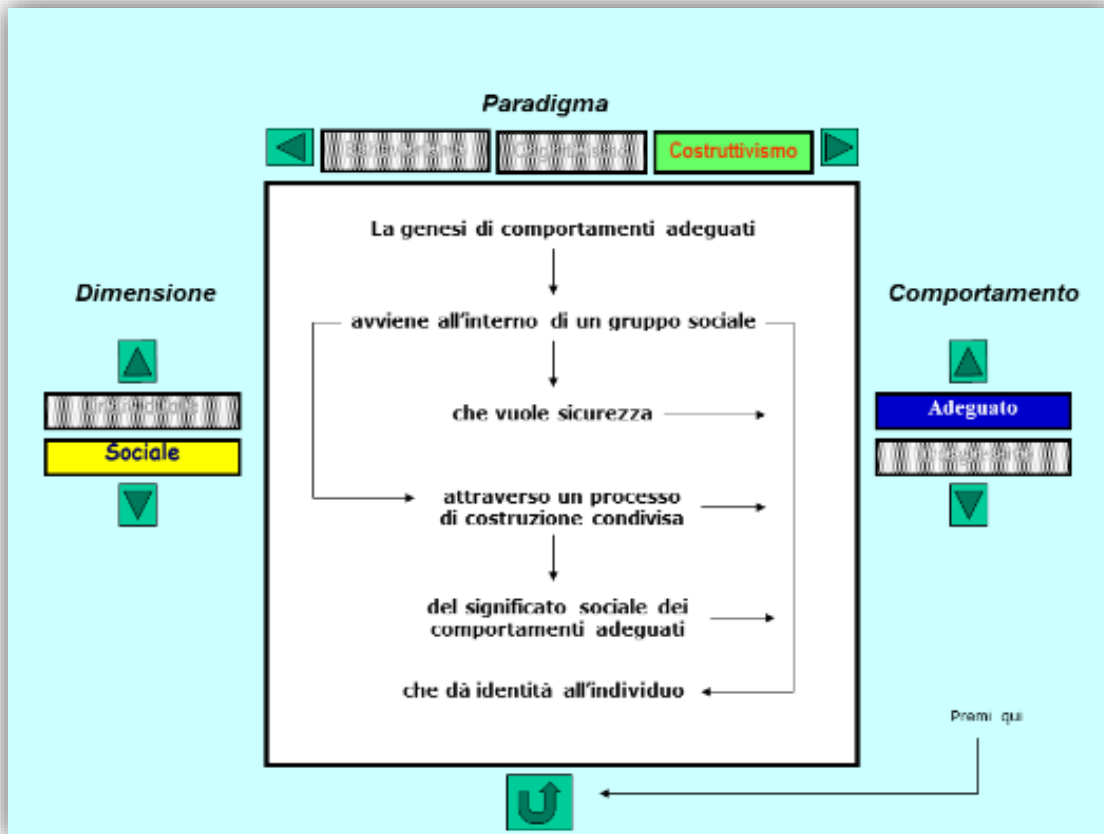 Paradigma
Costruttivismo
La genesi di comportamenti adeguati
Dimensione
Comportamento
avviene all'interno di un gruppo sociale
che vuole sicurezza
Adeguato
Sociale
attraverso un processo
di costruzione condivisa
del significato sociale dei
comportamenti adeguati
che dà identità all'individuo
Premi qui